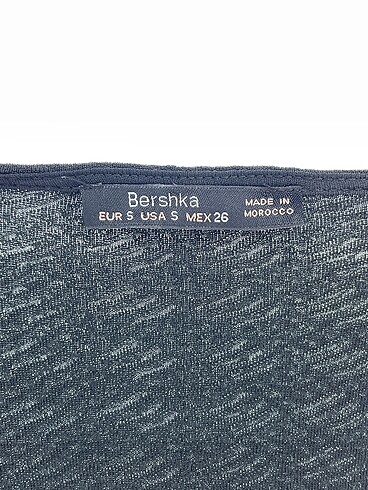 Bershka
EUR S USA S MEX 26
MADE IN
MOROCCO